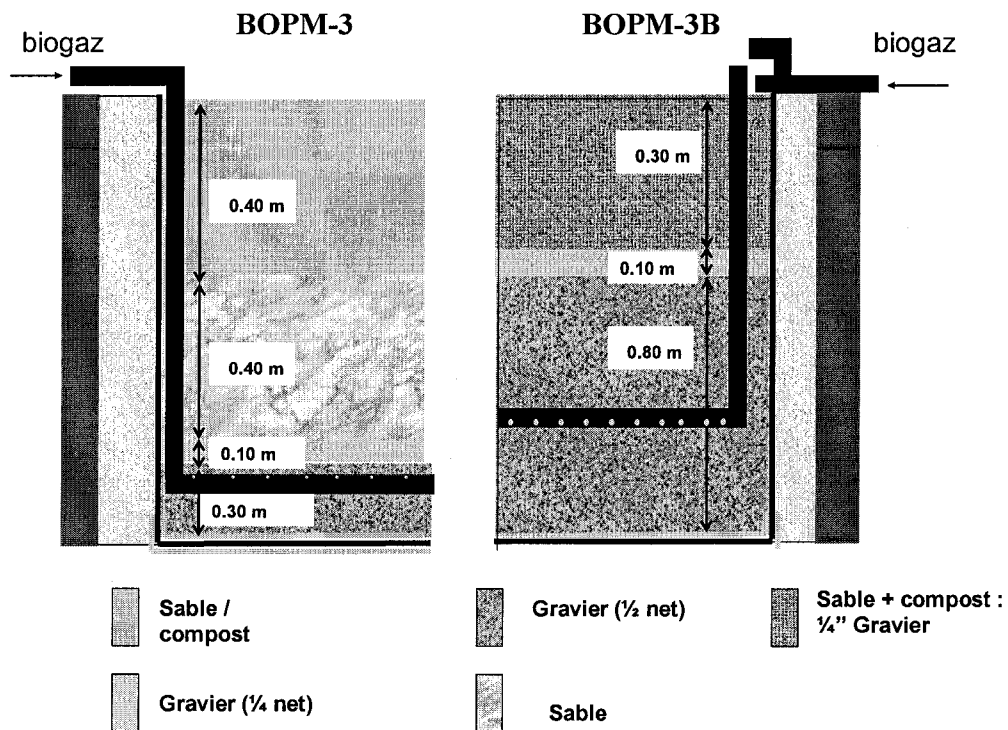 BOPM-3
BOPM-3B
biogaz
biogaz
0.40 m
0.40 m
0.10 m
0.30 m
0.30 m
0.10 m
0.80 m
Sable /
compost
Gravier (½ net)
Sable + compost :
¼” Gravier
Gravier (¼ net)
Sable